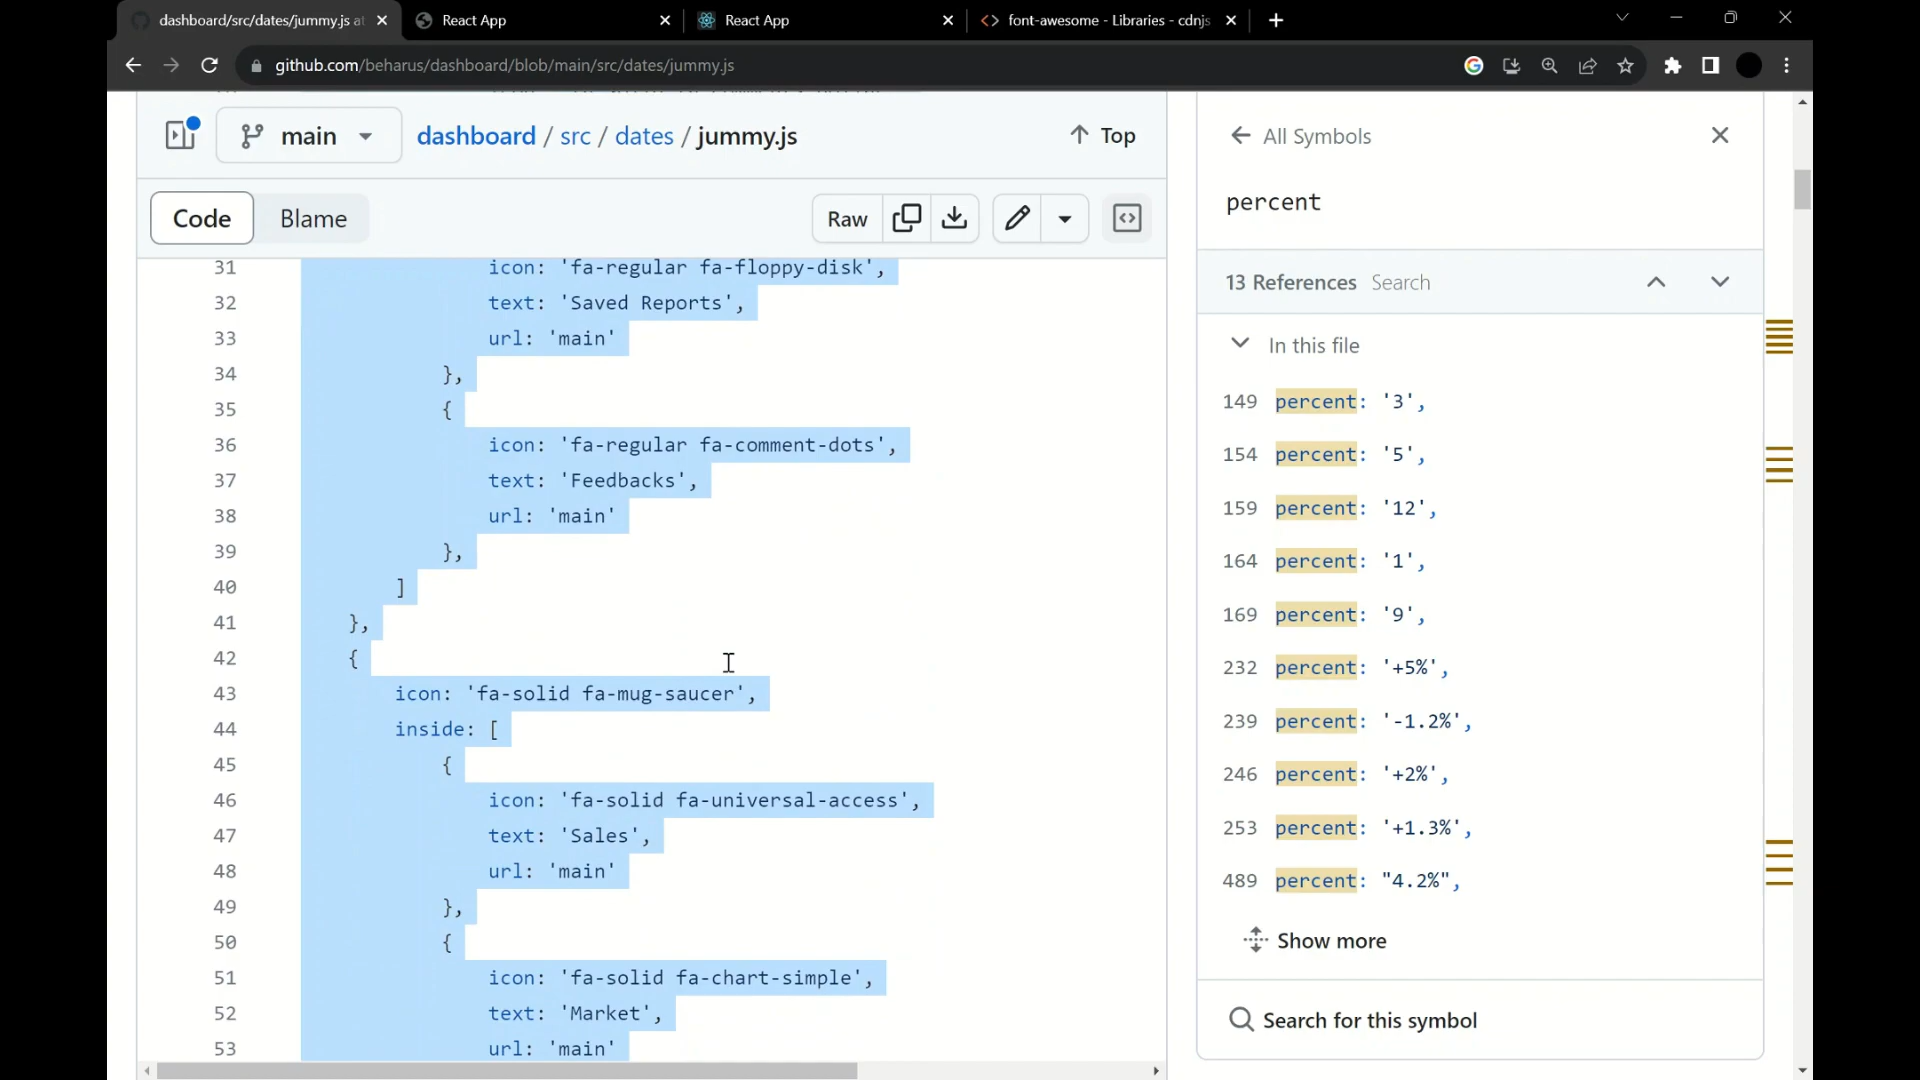 dashboard/src/dates/jummy.js at
React App
React App
font-awesome - Libraries - cdnjs
github.com/beharus/dashboard/blob/main/src/dates/jummy.js
main
dashboard / src / dates / jummy.js
Top
Code
Blame
Raw
31 icon: 'fa-regular fa-floppy-disk',
32 text: 'Saved Reports',
33 url: 'main'
34 },
35 {
36 icon: 'fa-regular fa-comment-dots',
37 text: 'Feedbacks',
38 url: 'main'
39 },
40 ]
41 },
42 {
43 icon: 'fa-solid fa-mug-saucer',
44 inside: [
45 {
46 icon: 'fa-solid fa-universal-access',
47 text: 'Sales',
48 url: 'main'
49 },
50 {
51 icon: 'fa-solid fa-chart-simple',
52 text: 'Market',
53 url: 'main'
All Symbols
percent
13 References Search
In this file
149 percent: '3',
154 percent: '5',
159 percent: '12',
164 percent: '1',
169 percent: '9',
232 percent: '+5%',
239 percent: '-1.2%',
246 percent: '+2%',
253 percent: '+1.3%',
489 percent: "4.2%",
Show more
Search for this symbol